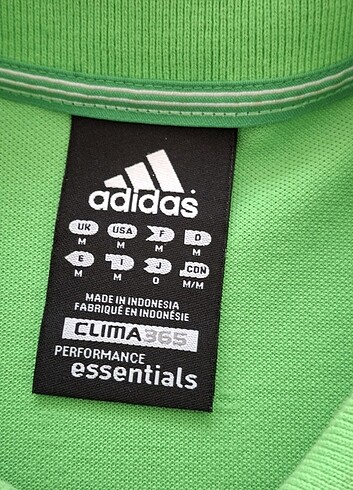 adidas
UK USA F D
M M M M
E I J CDN
M M O M/M
MADE IN INDONESIA
FABRIQUÉ EN INDONÉSIE
CLIMA365
PERFORMANCE
essentials